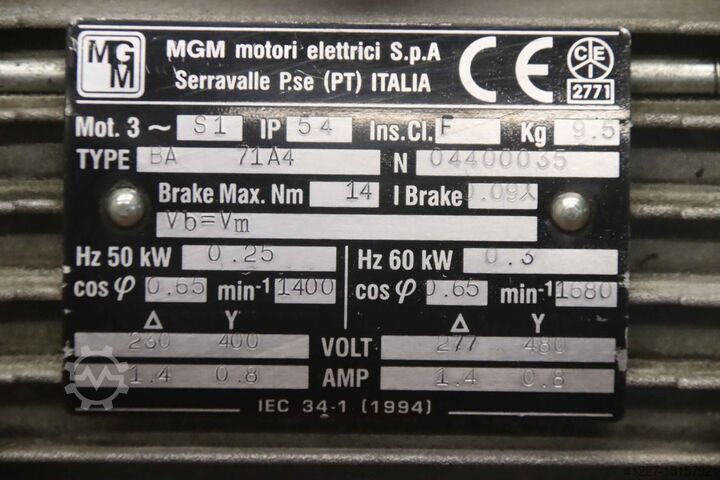 MGM MGM motori elettrici S.p.A CEI
Serravalle P.se (PT) ITALIA CE 2771
Mot. 3 ~ S1 IP 54 Ins.Cl. F Kg 9.5
TYPE BA 71A4 N 04400035
Brake Max. Nm 14 I Brake 0.09A
Vb=Vm
Hz 50 kW 0.25 Hz 60 kW 0.3
cos φ 0.65 min-1 1400 cos φ 0.65 min-1 1680
Δ Y Δ Y
230 400 VOLT 277 480
1.4 0.8 AMP 1.4 0.8
IEC 34-1 (1994)